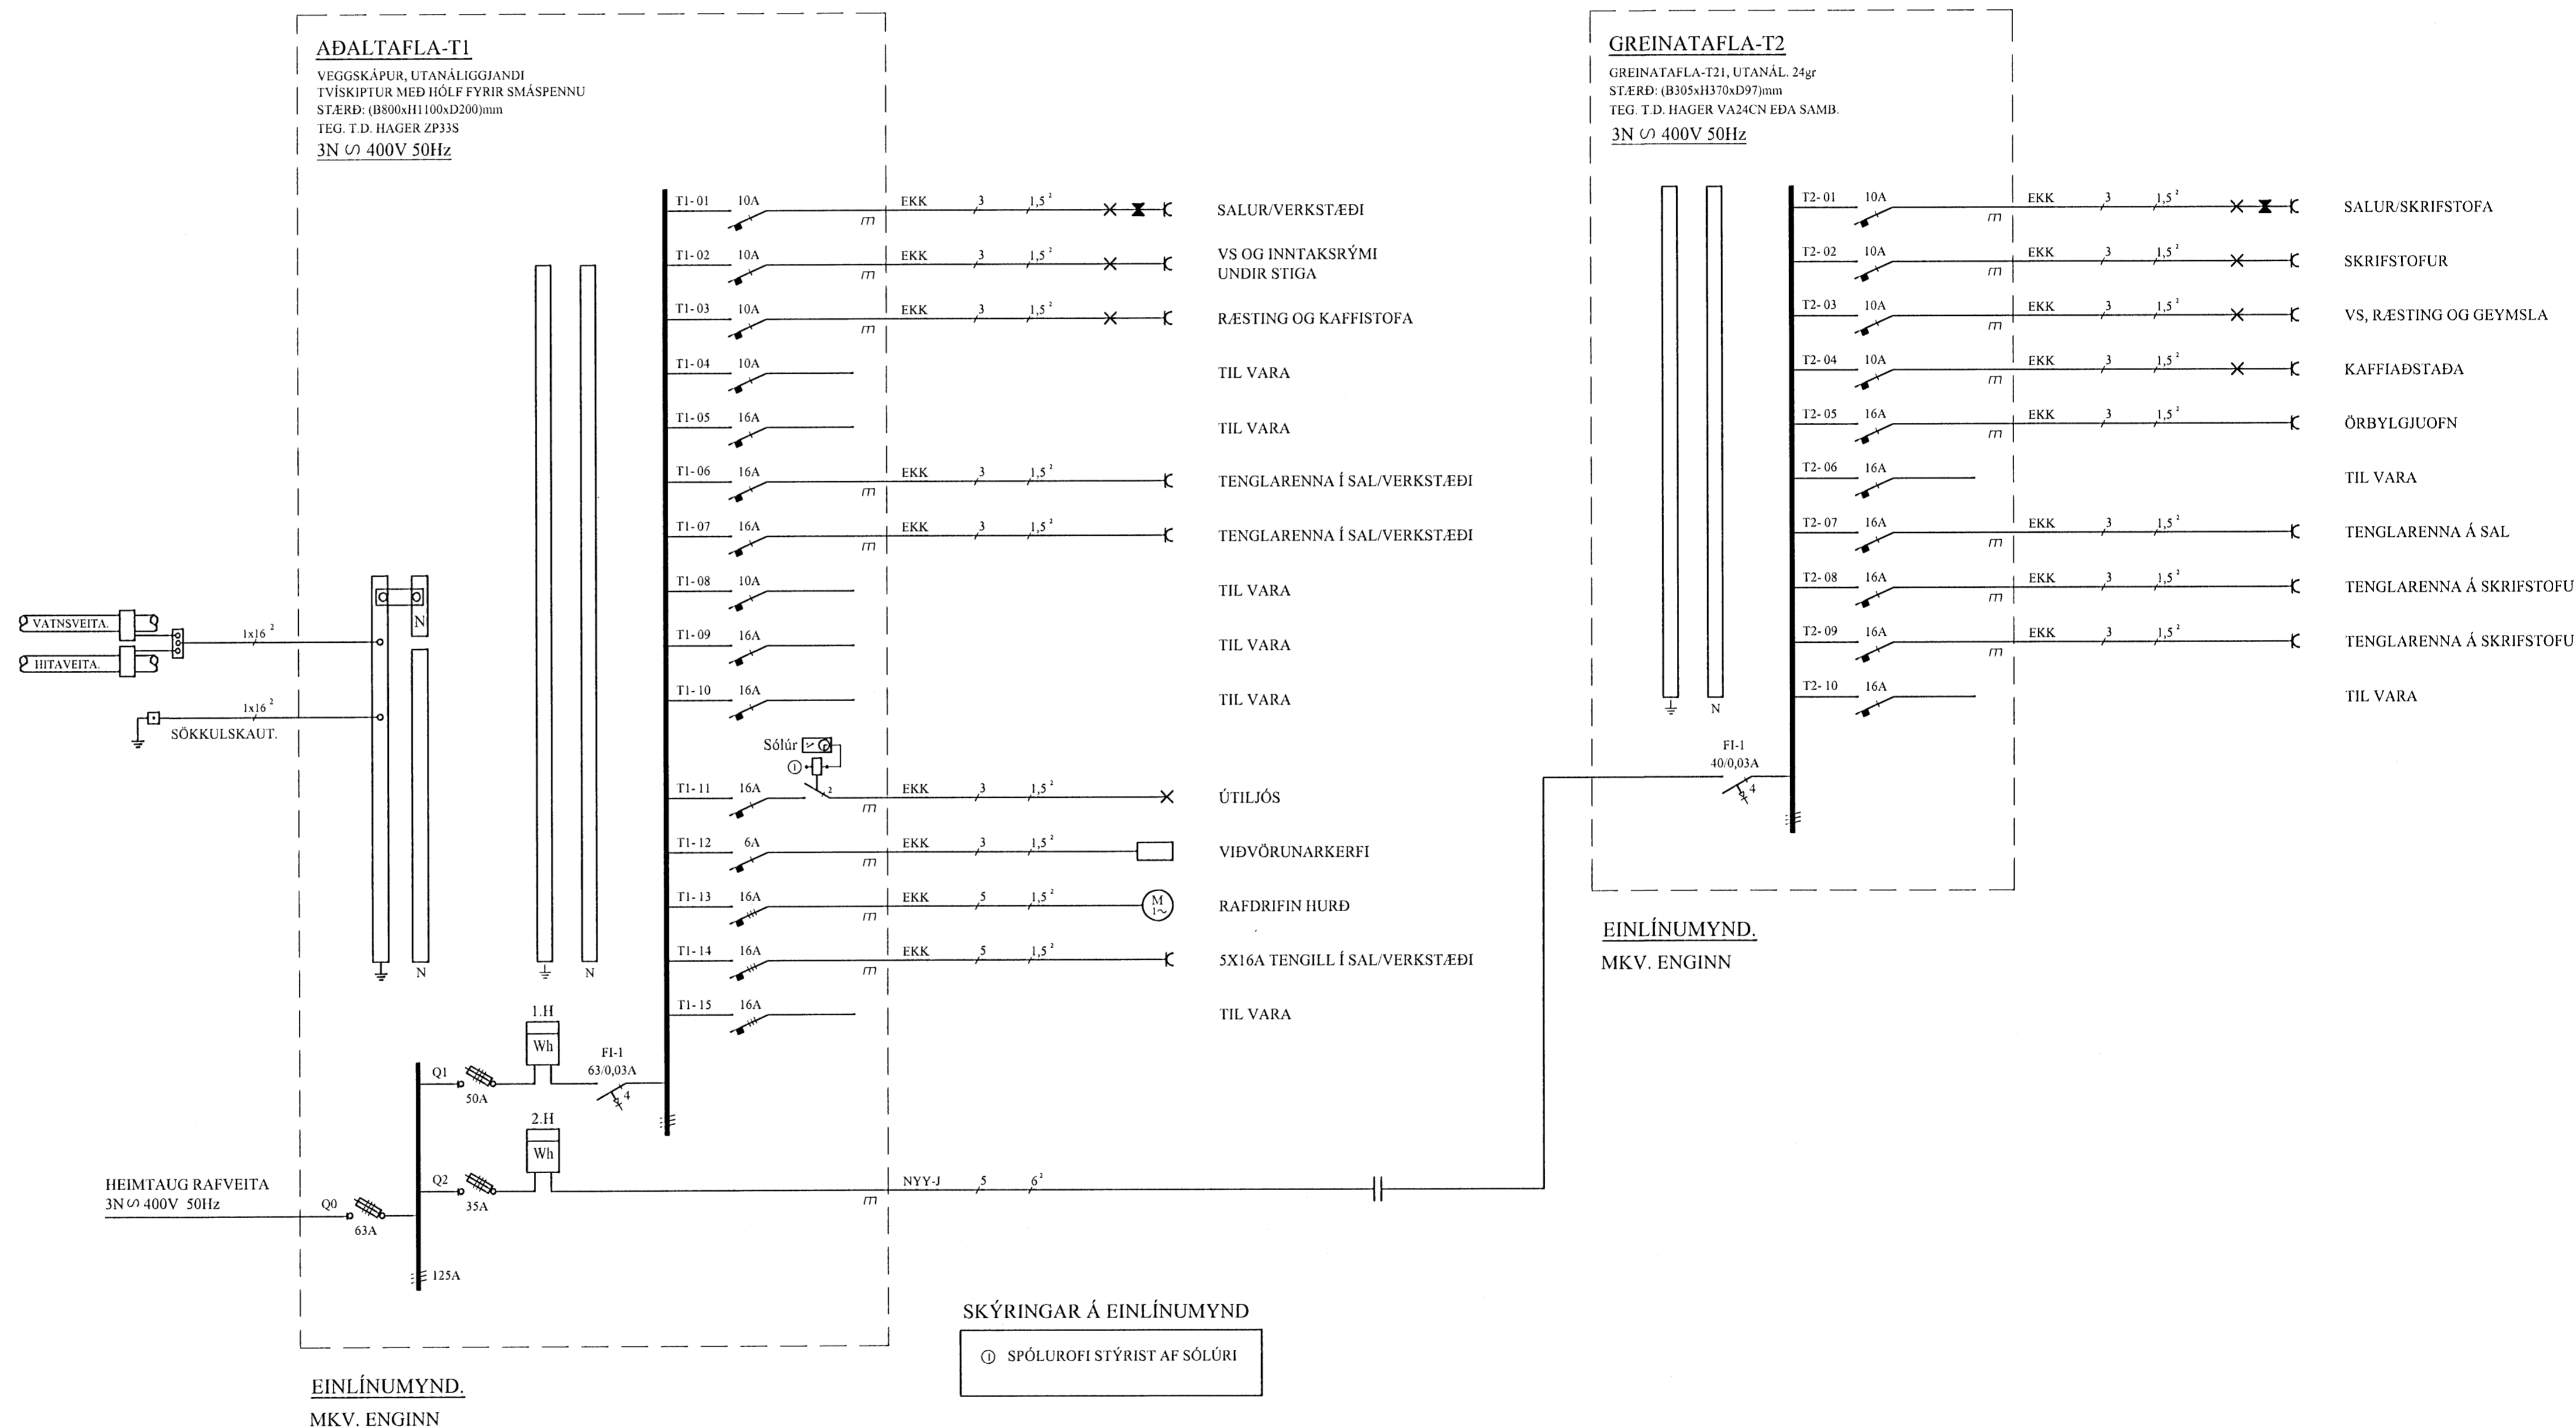 AÐALTAFLA-T1
VEGGSKÁPUR, UTANÁLIGGJANDI
TVÍSKIPTUR MEÐ HÓLF FYRIR SMÁSPENNU
STÆRÐ: (B800xH1100xD200)mm
TEG. T.D. HAGER ZP33S
3N ∽ 400V 50Hz
T1-01 10A EKK 3 1,5² SALUR/VERKSTÆÐI
T1-02 10A EKK 3 1,5² VS OG INNTAKSRÝMI
UNDIR STIGA
T1-03 10A EKK 3 1,5² RÆSTING OG KAFFISTOFA
T1-04 10A TIL VARA
T1-05 16A TIL VARA
T1-06 16A EKK 3 1,5² TENGLARENNA Í SAL/VERKSTÆÐI
T1-07 16A EKK 3 1,5² TENGLARENNA Í SAL/VERKSTÆÐI
T1-08 10A TIL VARA
T1-09 16A TIL VARA
T1-10 16A TIL VARA
Sólúr
1
T1-11 16A 2 EKK 3 1,5² ÚTILJÓS
T1-12 6A EKK 3 1,5² VIÐVÖRUNARKERFI
T1-13 16A EKK 5 1,5² M 1~ RAFDRIFIN HURÐ
T1-14 16A EKK 5 1,5² 5X16A TENGILL Í SAL/VERKSTÆÐI
T1-15 16A TIL VARA
VATNSVEITA.
HITAVEITA.
1x16²
1x16²
SÖKKULSKAUT.
N
N
N
1.H
Wh
Q1
50A
FI-1
63/0,03A
4
2.H
Wh
Q2
35A
NYY-J 5 6²
HEIMTAUG RAFVEITA
3N ∽ 400V 50Hz
Q0
63A
125A
EINLÍNUMYND.
MKV. ENGINN
SKÝRINGAR Á EINLÍNUMYND
① SPÓLUROFI STÝRIST AF SÓLÚRI
GREINATAFLA-T2
GREINATAFLA-T21, UTANÁL. 24gr
STÆRÐ: (B305xH370xD97)mm
TEG. T.D. HAGER VA24CN EÐA SAMB.
3N ∽ 400V 50Hz
T2-01 10A EKK 3 1,5² SALUR/SKRIFSTOFA
T2-02 10A EKK 3 1,5² SKRIFSTOFUR
T2-03 10A EKK 3 1,5² VS, RÆSTING OG GEYMSLA
T2-04 10A EKK 3 1,5² KAFFIAÐSTAÐA
T2-05 16A EKK 3 1,5² ÖRBYLGJUOFN
T2-06 16A TIL VARA
T2-07 16A EKK 3 1,5² TENGLARENNA Á SAL
T2-08 16A EKK 3 1,5² TENGLARENNA Á SKRIFSTOFU
T2-09 16A EKK 3 1,5² TENGLARENNA Á SKRIFSTOFU
T2-10 16A TIL VARA
N
FI-1
40/0,03A
4
EINLÍNUMYND.
MKV. ENGINN